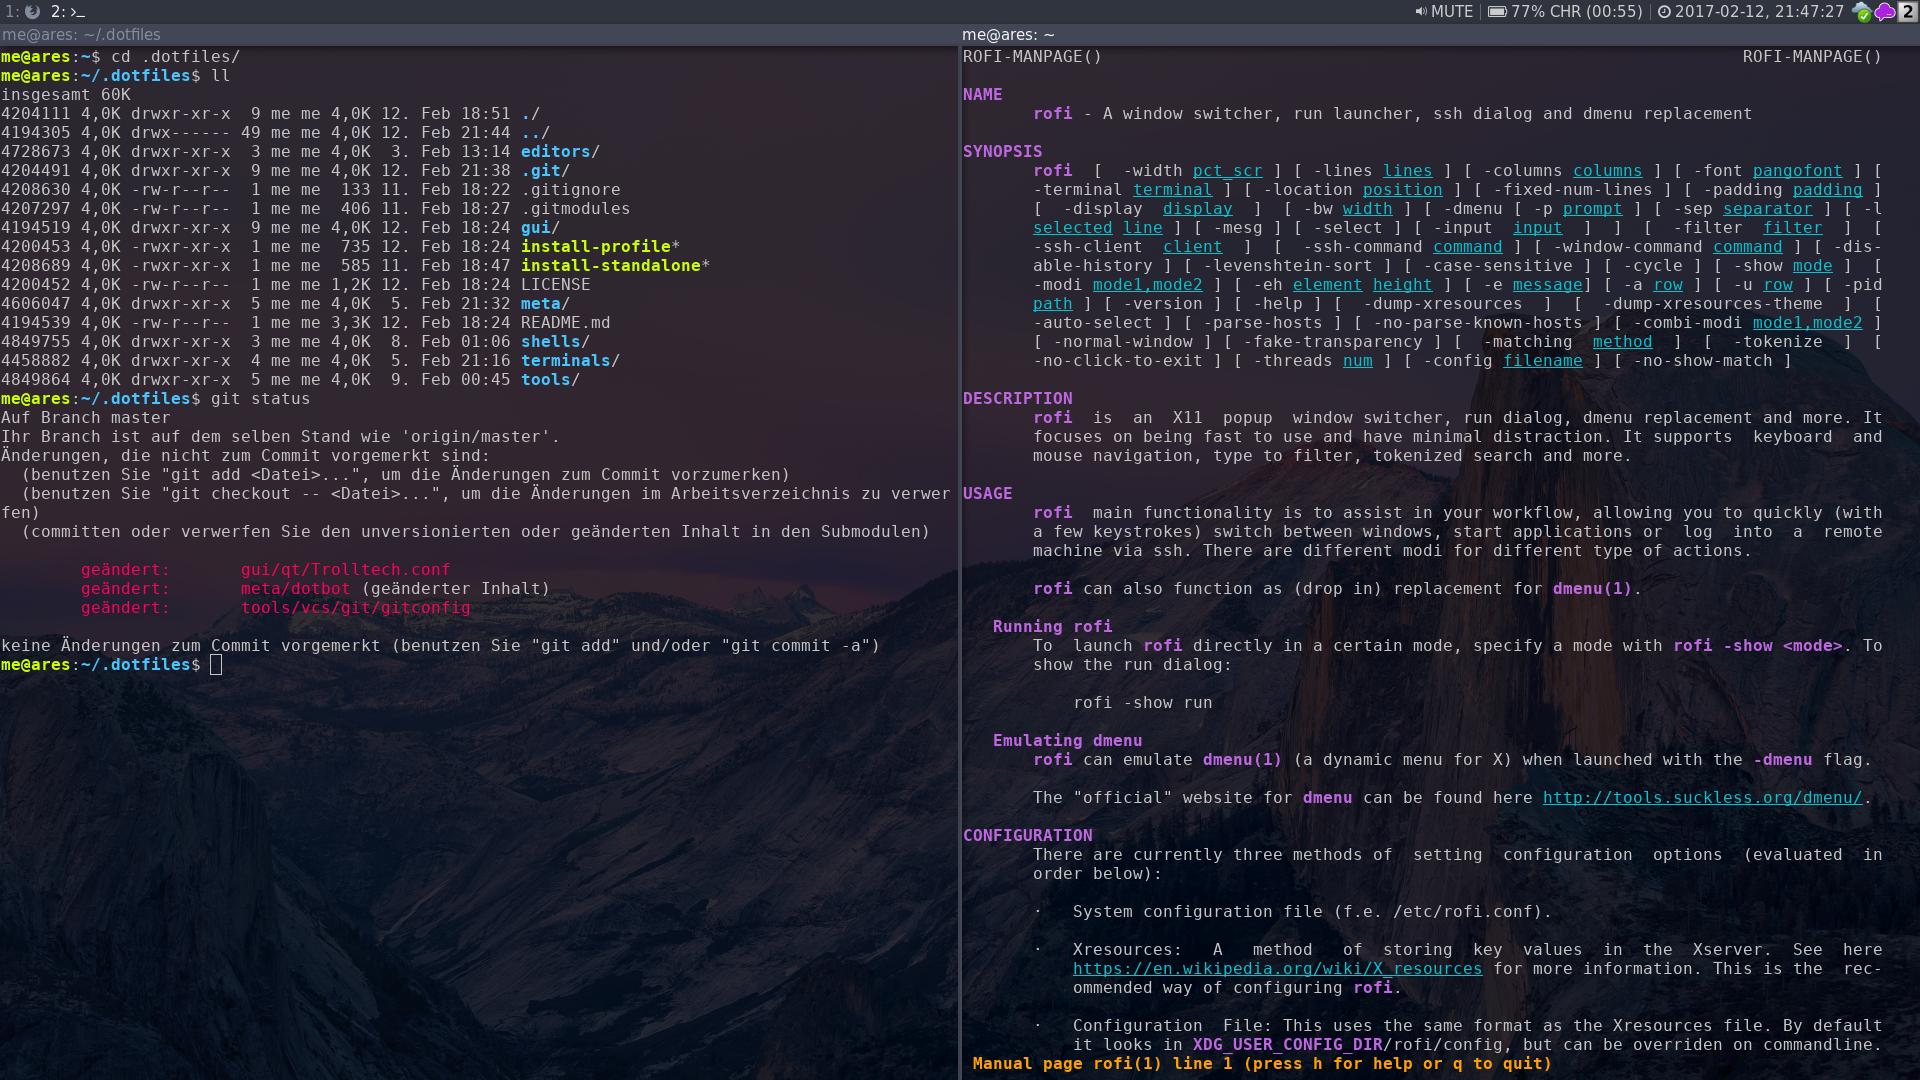 1: 2: >_
MUTE | 77% CHR (00:55) | 2017-02-12, 21:47:27 2
me@ares: ~/.dotfiles
me@ares:~$ cd .dotfiles/
me@ares:~/.dotfiles$ ll
insgesamt 60K
4204111 4,0K drwxr-xr-x  9 me me 4,0K 12. Feb 18:51 ./
4194305 4,0K drwx------ 49 me me 4,0K 12. Feb 21:44 ../
4728673 4,0K drwxr-xr-x  3 me me 4,0K  3. Feb 13:14 editors/
4204491 4,0K drwxr-xr-x  9 me me 4,0K 12. Feb 21:38 .git/
4208630 4,0K -rw-r--r--  1 me me  133 11. Feb 18:22 .gitignore
4207297 4,0K -rw-r--r--  1 me me  406 11. Feb 18:27 .gitmodules
4194519 4,0K drwxr-xr-x  9 me me 4,0K 12. Feb 18:24 gui/
4200453 4,0K -rwxr-xr-x  1 me me  735 12. Feb 18:24 install-profile*
4208689 4,0K -rwxr-xr-x  1 me me  585 11. Feb 18:47 install-standalone*
4200452 4,0K -rw-r--r--  1 me me 1,2K 12. Feb 18:24 LICENSE
4606047 4,0K drwxr-xr-x  5 me me 4,0K  5. Feb 21:32 meta/
4194539 4,0K -rw-r--r--  1 me me 3,3K 12. Feb 18:24 README.md
4849755 4,0K drwxr-xr-x  3 me me 4,0K  8. Feb 01:06 shells/
4458882 4,0K drwxr-xr-x  4 me me 4,0K  5. Feb 21:16 terminals/
4849864 4,0K drwxr-xr-x  5 me me 4,0K  9. Feb 00:45 tools/
me@ares:~/.dotfiles$ git status
Auf Branch master
Ihr Branch ist auf dem selben Stand wie 'origin/master'.
Änderungen, die nicht zum Commit vorgemerkt sind:
  (benutzen Sie "git add <Datei>...", um die Änderungen zum Commit vorzumerken)
  (benutzen Sie "git checkout -- <Datei>...", um die Änderungen im Arbeitsverzeichnis zu verwer
fen)
  (committen oder verwerfen Sie den unversionierten oder geänderten Inhalt in den Submodulen)
        geändert:       gui/qt/Trolltech.conf
        geändert:       meta/dotbot (geänderter Inhalt)
        geändert:       tools/vcs/git/gitconfig
keine Änderungen zum Commit vorgemerkt (benutzen Sie "git add" und/oder "git commit -a")
me@ares:~/.dotfiles$
me@ares: ~
ROFI-MANPAGE() ROFI-MANPAGE()
NAME
rofi - A window switcher, run launcher, ssh dialog and dmenu replacement
SYNOPSIS
rofi  [  -width pct_scr ] [ -lines lines ] [ -columns columns ] [ -font pangofont ] [
-terminal terminal ] [ -location position ] [ -fixed-num-lines ] [ -padding padding ]
[  -display  display  ]  [ -bw width ] [ -dmenu [ -p prompt ] [ -sep separator ] [ -l
selected line ] [ -mesg ] [ -select ] [ -input  input  ]  ]  [  -filter  filter  ]  [
-ssh-client  client  ]  [  -ssh-command command ] [ -window-command command ] [ -dis-
able-history ] [ -levenshtein-sort ] [ -case-sensitive ] [ -cycle ] [ -show mode ]  [
-modi mode1,mode2 ] [ -eh element height ] [ -e message] [ -a row ] [ -u row ] [ -pid
path ] [ -version ] [ -help ] [  -dump-xresources  ]  [  -dump-xresources-theme  ]  [
-auto-select ] [ -parse-hosts ] [ -no-parse-known-hosts ] [ -combi-modi mode1,mode2 ]
[ -normal-window ] [ -fake-transparency ] [  -matching  method  ]  [  -tokenize  ]  [
-no-click-to-exit ] [ -threads num ] [ -config filename ] [ -no-show-match ]
DESCRIPTION
rofi  is  an  X11  popup  window switcher, run dialog, dmenu replacement and more. It
focuses on being fast to use and have minimal distraction. It supports  keyboard  and
mouse navigation, type to filter, tokenized search and more.
USAGE
rofi  main functionality is to assist in your workflow, allowing you to quickly (with
a few keystrokes) switch between windows, start applications or  log  into  a  remote
machine via ssh. There are different modi for different type of actions.
rofi can also function as (drop in) replacement for dmenu(1).
Running rofi
To  launch rofi directly in a certain mode, specify a mode with rofi -show <mode>. To
show the run dialog:
rofi -show run
Emulating dmenu
rofi can emulate dmenu(1) (a dynamic menu for X) when launched with the -dmenu flag.
The "official" website for dmenu can be found here http://tools.suckless.org/dmenu/.
CONFIGURATION
There are currently three methods of  setting  configuration  options  (evaluated  in
order below):
·   System configuration file (f.e. /etc/rofi.conf).
·   Xresources:  A  method  of storing  key  values  in  the  Xserver.  See  here
https://en.wikipedia.org/wiki/X_resources for more information. This is the  rec-
ommended way of configuring rofi.
·   Configuration  File: This uses the same format as the Xresources file. By default
it looks in XDG_USER_CONFIG_DIR/rofi/config, but can be overriden on commandline.
Manual page rofi(1) line 1 (press h for help or q to quit)